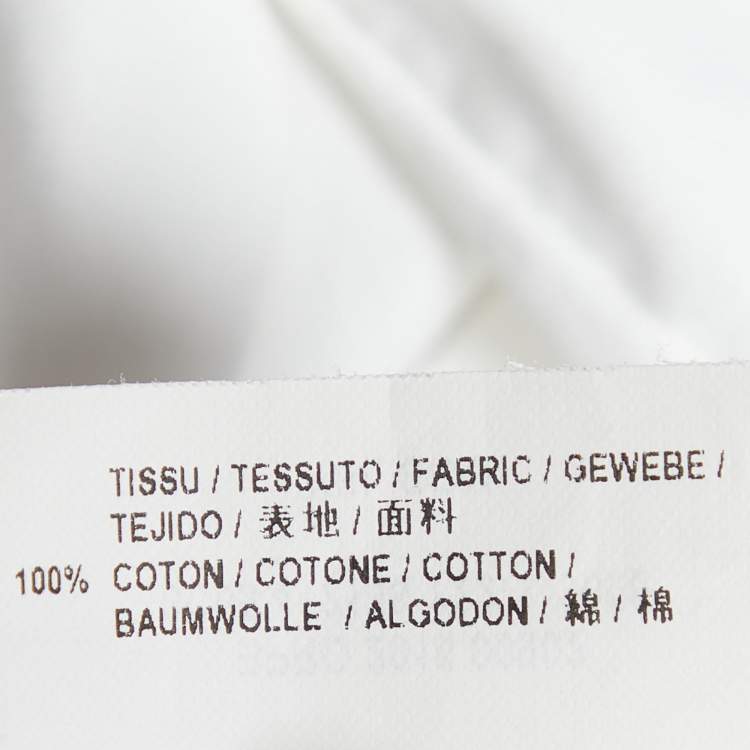 TISSU / TESSUTO / FABRIC / GEWEBE /
TEJIDO / 表地 / 面料
100% COTON / COTONE / COTTON /
BAUMWOLLE / ALGODON / 綿 / 棉